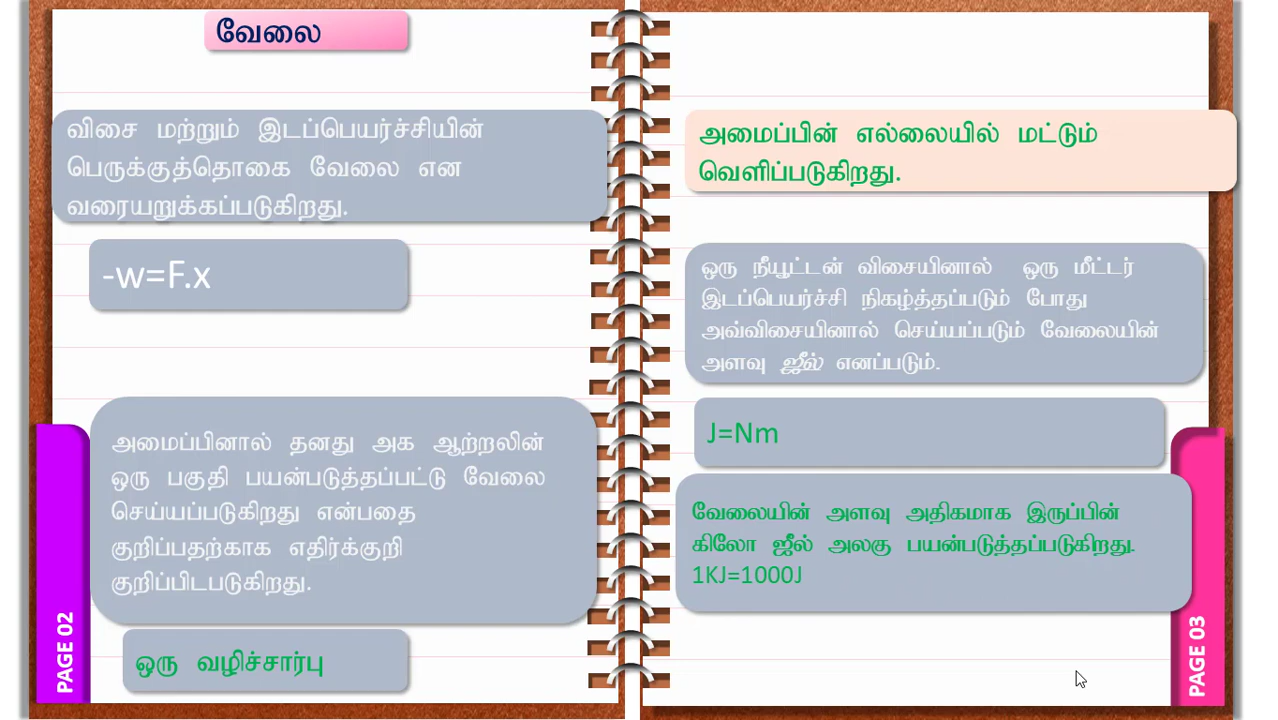 வேலை
விசை மற்றும் இடப்பெயர்ச்சியின்
பெருக்குத்தொகை வேலை என
வரையறுக்கப்படுகிறது.
-w=F.x
அமைப்பினால் தனது அக ஆற்றலின்
ஒரு பகுதி பயன்படுத்தப்பட்டு வேலை
செய்யப்படுகிறது என்பதை
குறிப்பதற்காக எதிர்க்குறி
குறிப்பிடபடுகிறது.
ஒரு வழிச்சார்பு
PAGE 02
அமைப்பின் எல்லையில் மட்டும்
வெளிப்படுகிறது.
ஒரு நீயூட்டன் விசையினால் ஒரு மீட்டர்
இடப்பெயர்ச்சி நிகழ்த்தப்படும் போது
அவ்விசையினால் செய்யப்படும் வேலையின்
அளவு ஜீல் எனப்படும்.
J=Nm
வேலையின் அளவு அதிகமாக இருப்பின்
கிலோ ஜீல் அலகு பயன்படுத்தப்படுகிறது.
1KJ=1000J
PAGE 03